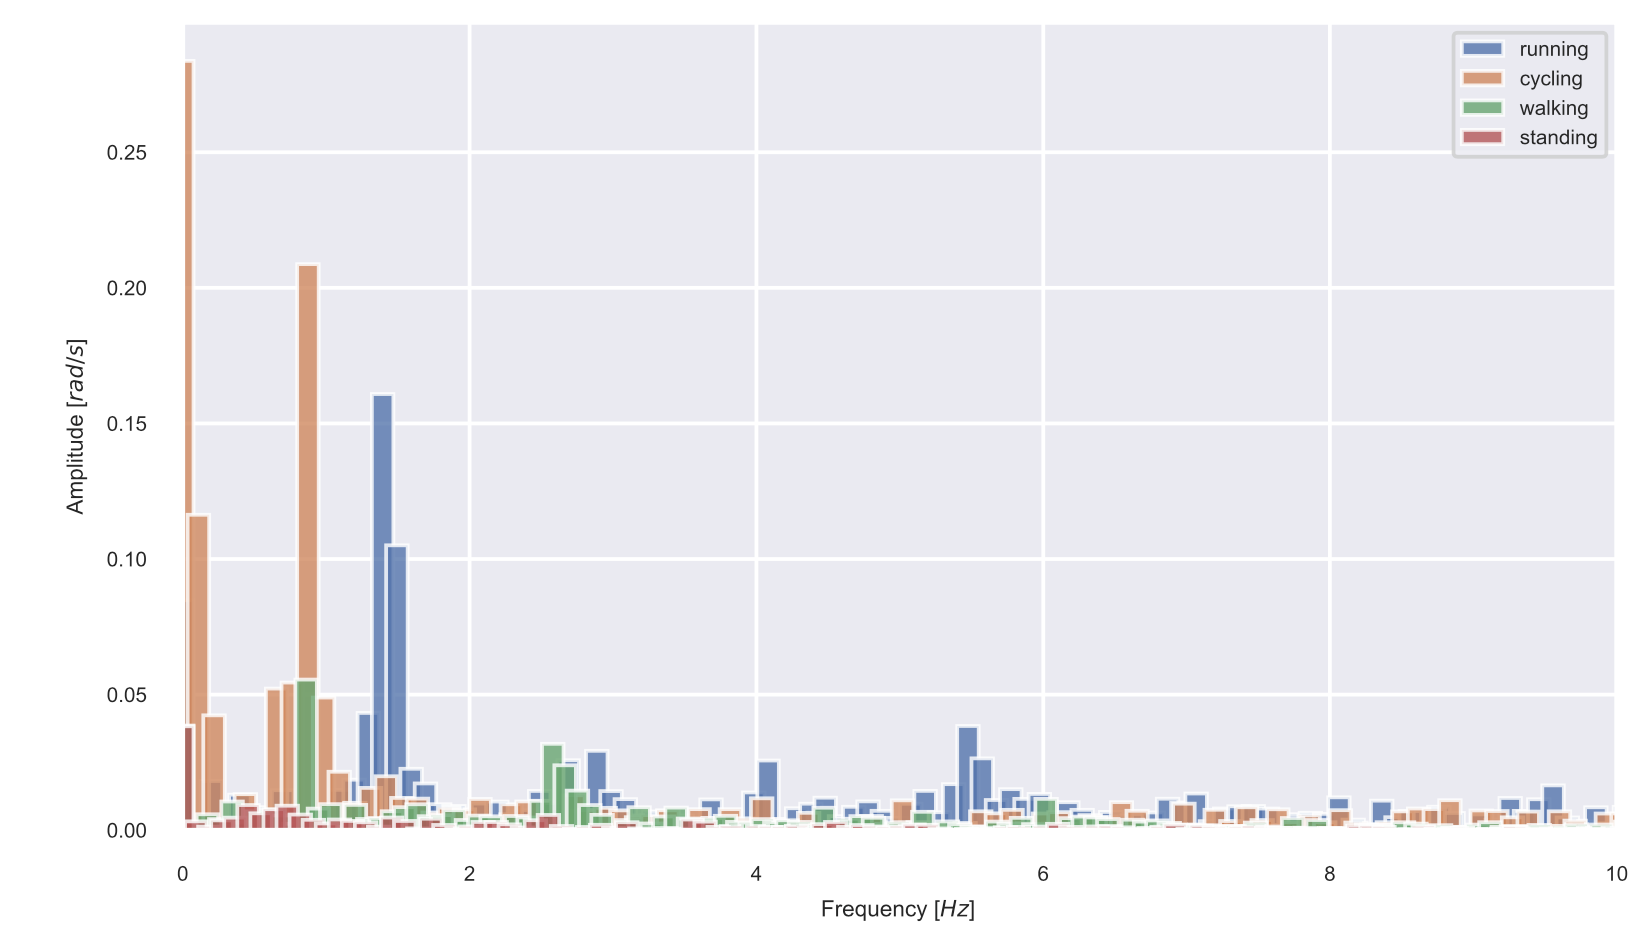 running
cycling
walking
standing
0.25
0.20
0.15
0.10
0.05
0.00
Amplitude [rad/s]
0 2 4 6 8 10
Frequency [Hz]